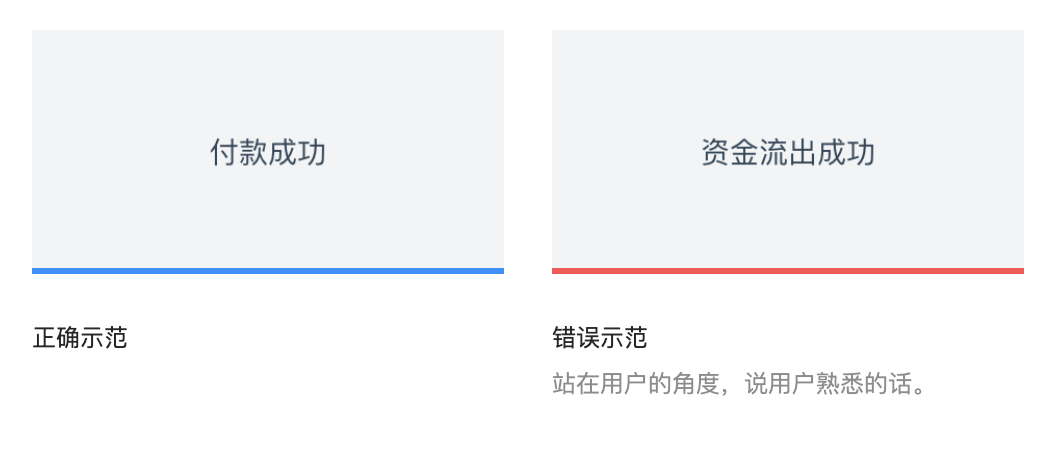 付款成功
资金流出成功
正确示范
错误示范
站在用户的角度，说用户熟悉的话。